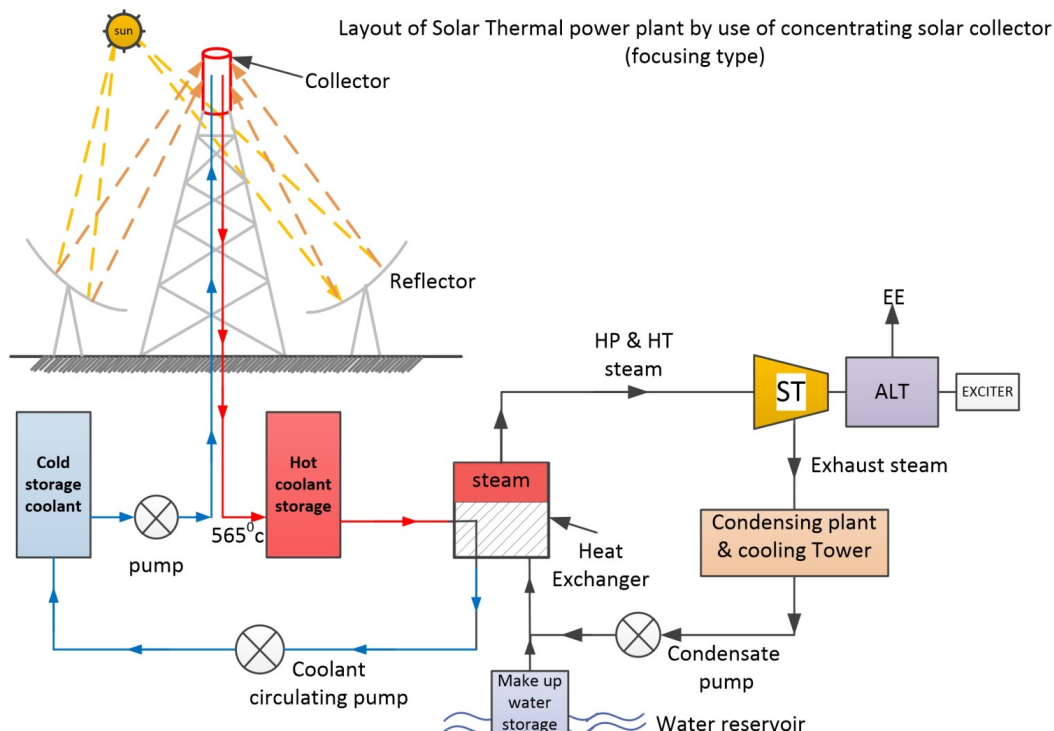 Layout of Solar Thermal power plant by use of concentrating solar collector
(focusing type)
sun
Collector
Reflector
EE
HP & HT
steam
ST
ALT
EXCITER
Cold
storage
coolant
Hot
coolant
storage
steam
Exhaust steam
pump
565⁰c
Heat
Exchanger
Condensing plant
& cooling Tower
Coolant
circulating pump
Condensate
pump
Make up
water
storage
Water reservoir